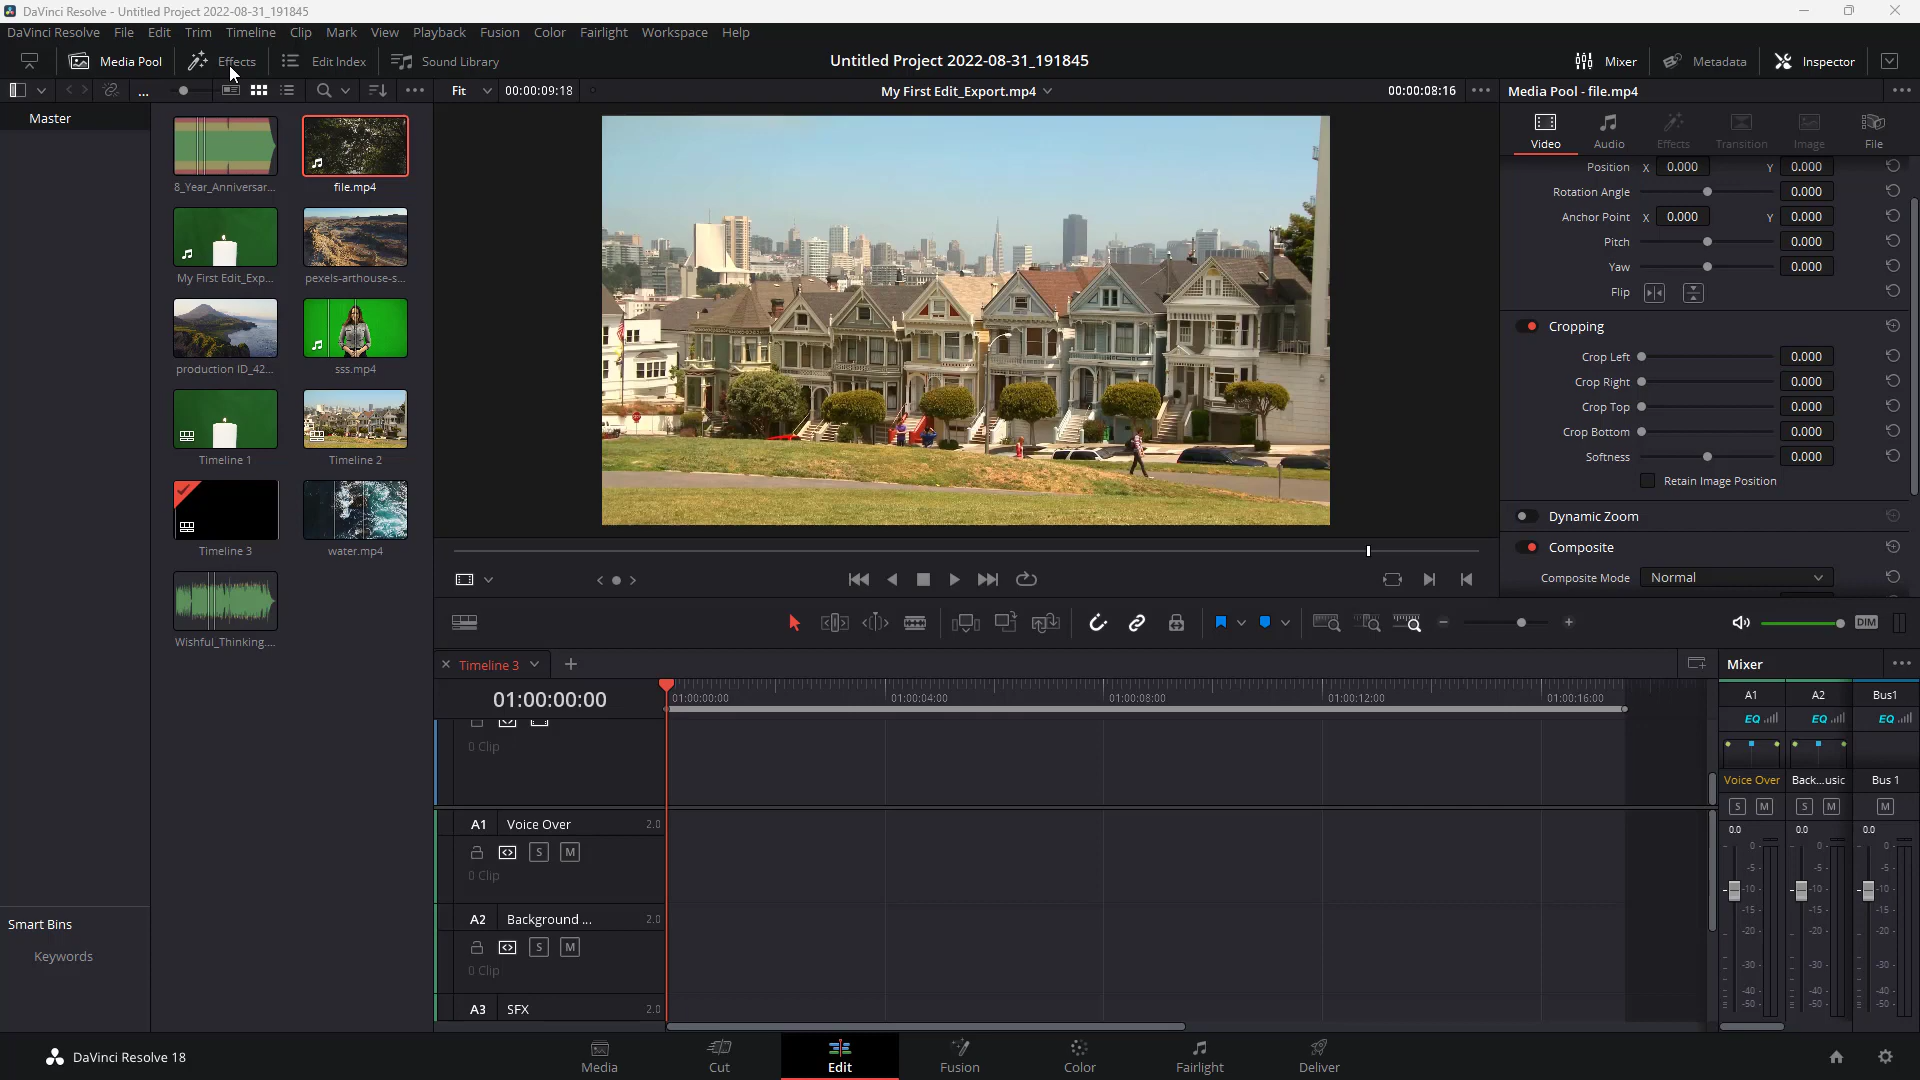 DaVinci Resolve - Untitled Project 2022-08-31_191845
DaVinci Resolve File Edit Trim Timeline Clip Mark View Playback Fusion Color Fairlight Workspace Help
Media Pool Effects Edit Index Sound Library
Untitled Project 2022-08-31_191845
Mixer Metadata Inspector
... Fit 00:00:09:18 My First Edit_Export.mp4 00:00:08:16
Media Pool - file.mp4
Master
8_Year_Anniversar... file.mp4
My First Edit_Exp... pexels-arthouse-s...
production ID_42... sss.mp4
Timeline 1 Timeline 2
Timeline 3 water.mp4
Wishful_Thinking....
Smart Bins
Keywords
Video Audio Effects Transition Image File
Position X 0.000 Y 0.000
Rotation Angle 0.000
Anchor Point X 0.000 Y 0.000
Pitch 0.000
Yaw 0.000
Flip
Cropping
Crop Left 0.000
Crop Right 0.000
Crop Top 0.000
Crop Bottom 0.000
Softness 0.000
Retain Image Position
Dynamic Zoom
Composite
Composite Mode Normal
DIM
Timeline 3
01:00:00:00
01:00:00:00 01:00:04:00 01:00:08:00 01:00:12:00 01:00:16:00
0 Clip
A1 Voice Over 2.0
S M
0 Clip
A2 Background ... 2.0
S M
0 Clip
A3 SFX 2.0
Mixer
A1 A2 Bus1
EQ EQ EQ
Voice Over Back...usic Bus 1
S M S M M
0.0 0.0 0.0
0- 0- 0-
-5- -5- -5-
-10- -10- -10-
-15- -15- -15-
-20- -20- -20-
-30- -30- -30-
-40- -40- -40-
-50- -50- -50-
DaVinci Resolve 18
Media Cut Edit Fusion Color Fairlight Deliver